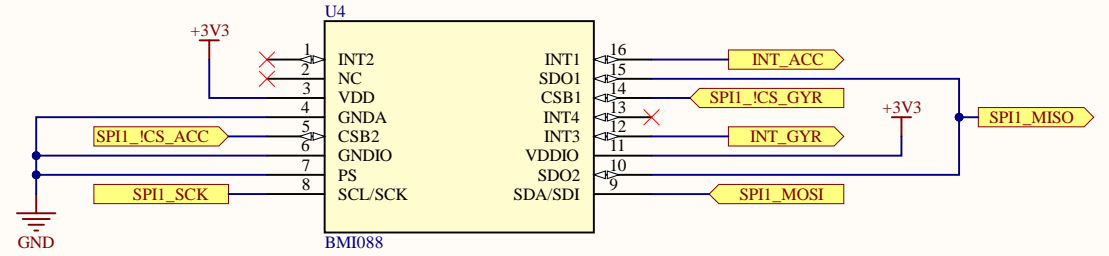 U4
+3V3
1 INT2 INT1 16 INT_ACC
2 NC SDO1 15
3 VDD CSB1 14 SPI1_!CS_GYR
+3V3
4 GNDA INT4 13 SPI1_MISO
SPI1_!CS_ACC 5 CSB2 INT3 12 INT_GYR
6 GNDIO VDDIO 11
7 PS SDO2 10
SPI1_SCK 8 SCL/SCK SDA/SDI 9 SPI1_MOSI
GND
BMI088